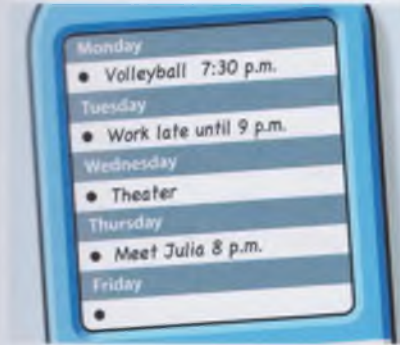 Monday
• Volleyball 7:30 p.m.
Tuesday
• Work late until 9 p.m.
Wednesday
• Theater
Thursday
• Meet Julia 8 p.m.
Friday
•